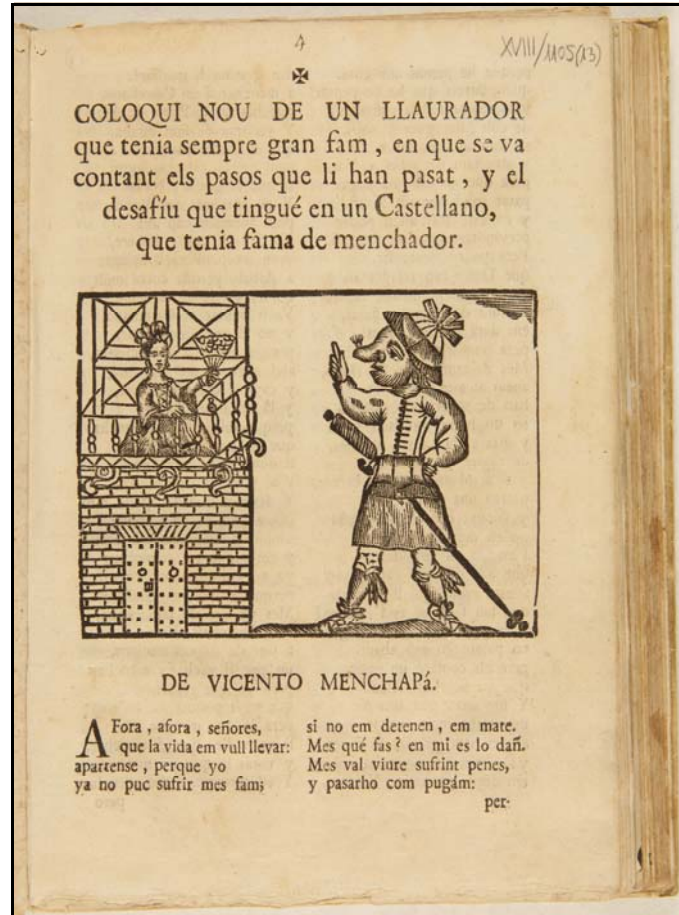 4
XVIII/1105(13)
COLOQUI NOU DE UN LLAURADOR
que tenia sempre gran fam , en que se va
contant els pasos que li han pasat , y el
desafíu que tingué en un Castellano,
que tenia fama de menchador.
DE VICENTO MENCHAPá.
AFora , afora , señores,
que la vida em vull llevar:
apartense , perque yo
ya no puc sufrir mes fam;
si no em detenen , em mate.
Mes qué fas? en mi es lo dañ.
Mes val viure sufrint penes,
y pasarho com pugám:
per-